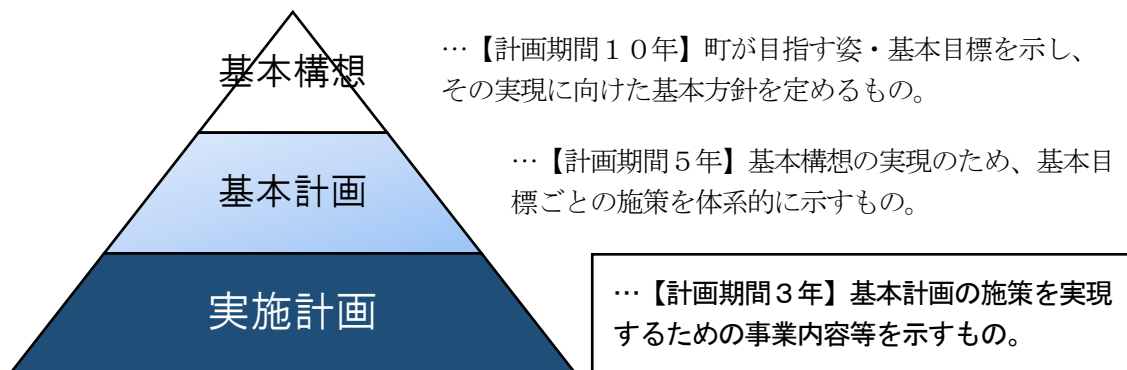 基本構想
…【計画期間１０年】町が目指す姿・基本目標を示し、
その実現に向けた基本方針を定めるもの。
基本計画
…【計画期間５年】基本構想の実現のため、基本目
標ごとの施策を体系的に示すもの。
実施計画
…【計画期間３年】基本計画の施策を実現
するための事業内容等を示すもの。